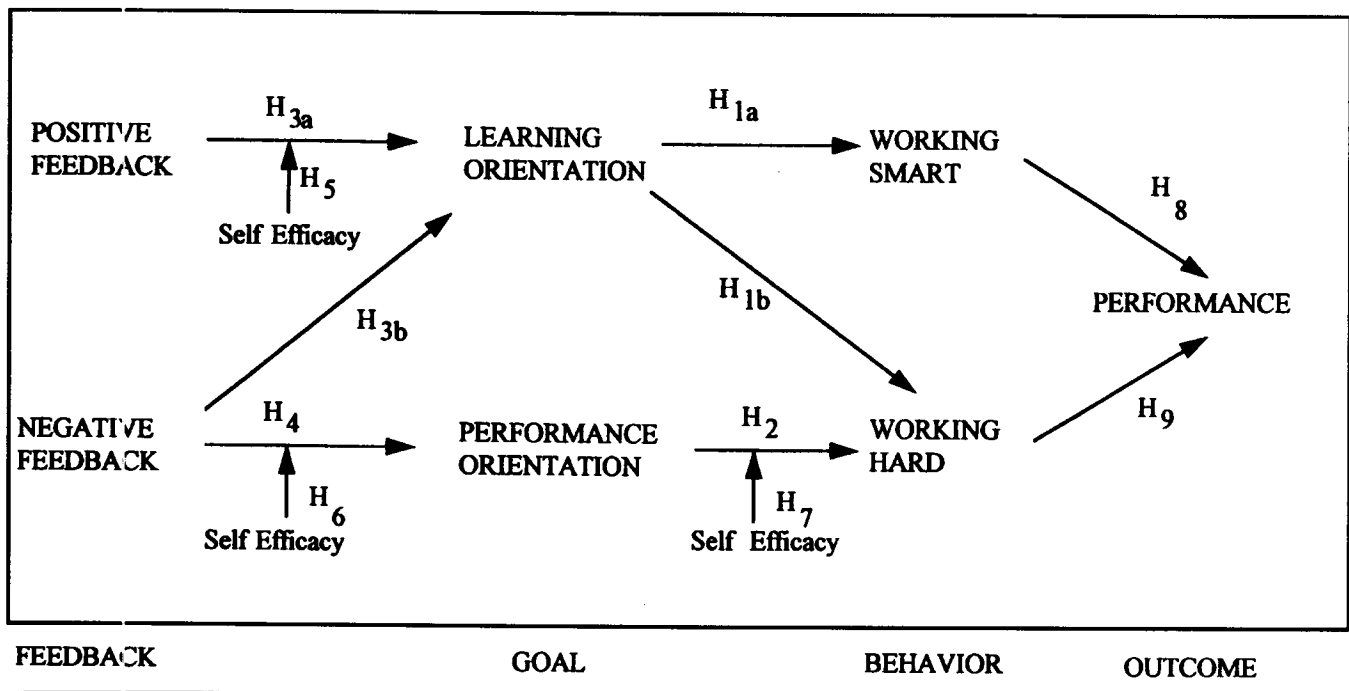 H3a
H1a
POSITIVE
FEEDBACK
LEARNING
ORIENTATION
WORKING
SMART
H5
Self Efficacy
H8
H1b
PERFORMANCE
H3b
H4
H2
H9
NEGATIVE
FEEDBACK
PERFORMANCE
ORIENTATION
WORKING
HARD
H6
Self Efficacy
H7
Self Efficacy
FEEDBACK
GOAL
BEHAVIOR
OUTCOME